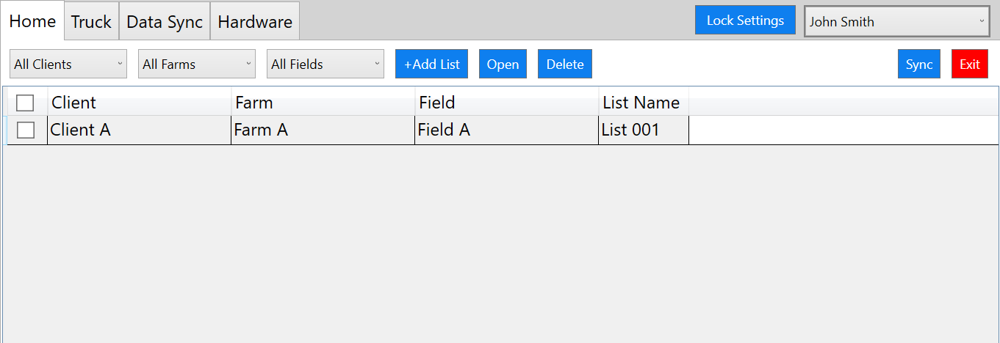 Home Truck Data Sync Hardware Lock Settings John Smith
All Clients All Farms All Fields +Add List Open Delete Sync Exit
Client Farm Field List Name
Client A Farm A Field A List 001